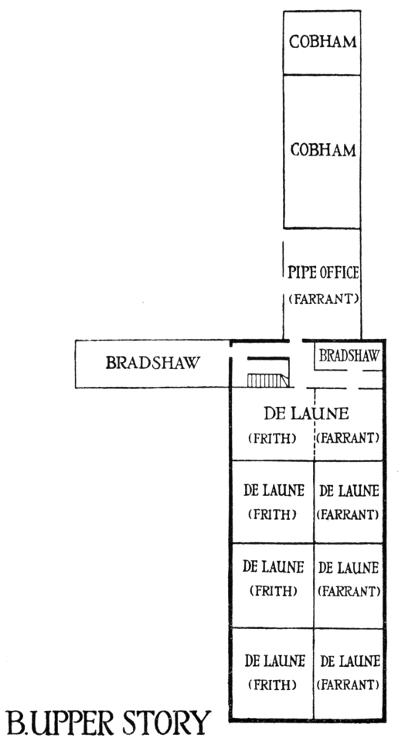 COBHAM
COBHAM
PIPE OFFICE
(FARRANT)
BRADSHAW
BRADSHAW
DE LAUNE
(FRITH) (FARRANT)
DE LAUNE DE LAUNE
(FRITH) (FARRANT)
DE LAUNE DE LAUNE
(FRITH) (FARRANT)
DE LAUNE DE LAUNE
(FRITH) (FARRANT)
B. UPPER STORY